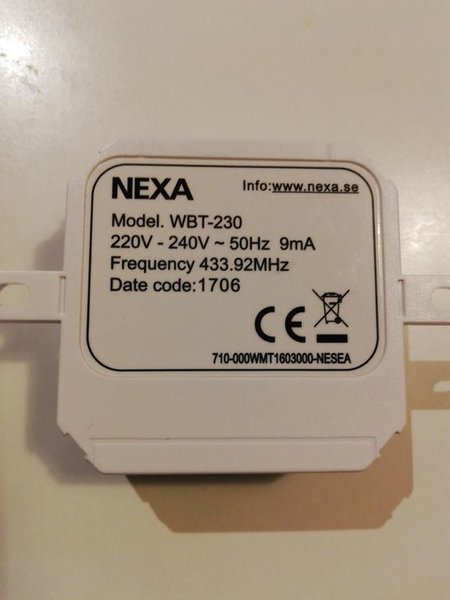 NEXA
Info:www.nexa.se
Model. WBT-230
220V - 240V ~ 50Hz 9mA
Frequency 433.92MHz
Date code:1706
CE
710-000WMT1603000-NESEA